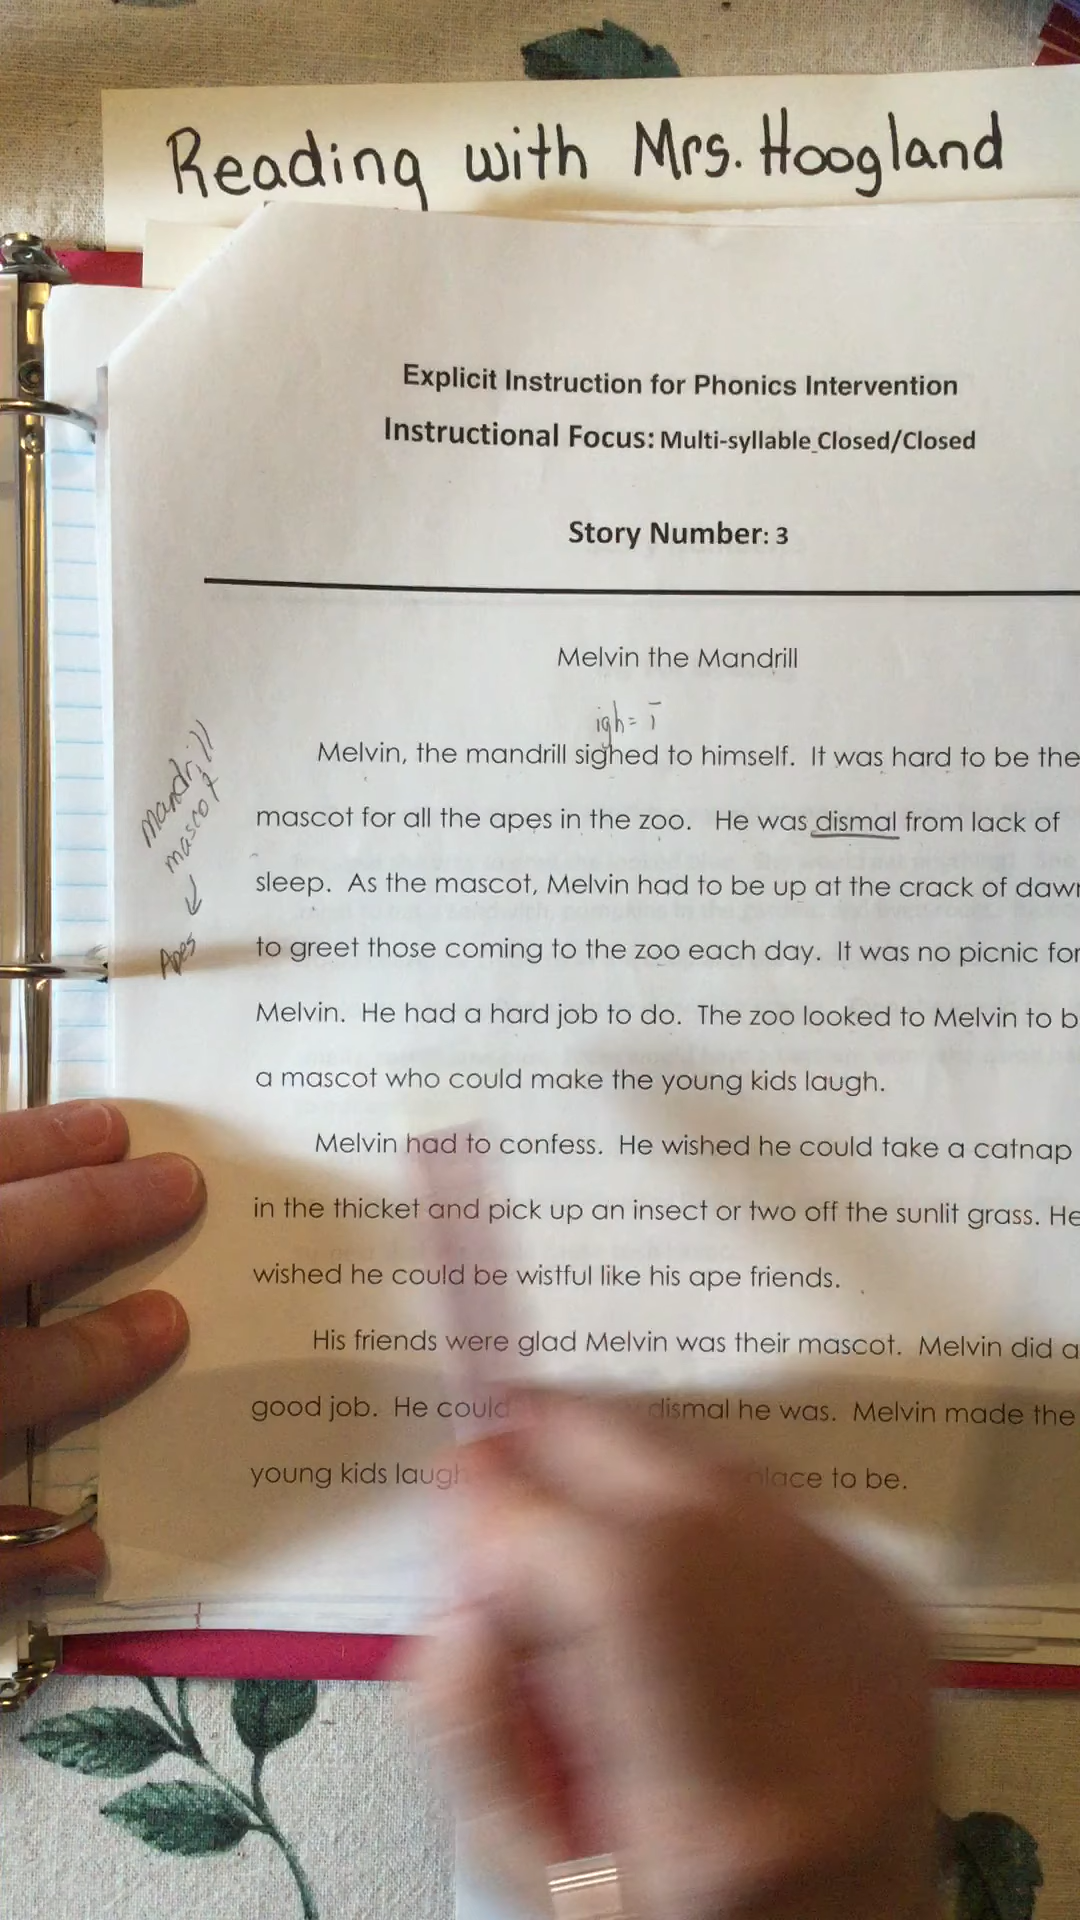 Reading with Mrs. Hoogland
Explicit Instruction for Phonics Intervention
Instructional Focus: Multi-syllable_Closed/Closed
Story Number: 3
Melvin the Mandrill
igh = ī
Melvin, the mandrill sighed to himself. It was hard to be the
mascot for all the apes in the zoo. He was dismal from lack of
sleep. As the mascot, Melvin had to be up at the crack of dawn
to greet those coming to the zoo each day. It was no picnic for
Melvin. He had a hard job to do. The zoo looked to Melvin to b
a mascot who could make the young kids laugh.
Melvin had to confess. He wished he could take a catnap
in the thicket and pick up an insect or two off the sunlit grass. He
wished he could be wistful like his ape friends.
His friends were glad Melvin was their mascot. Melvin did a
good job. He could dismal he was. Melvin made the
young kids laugh place to be.
Mandrill
mascot
Apes